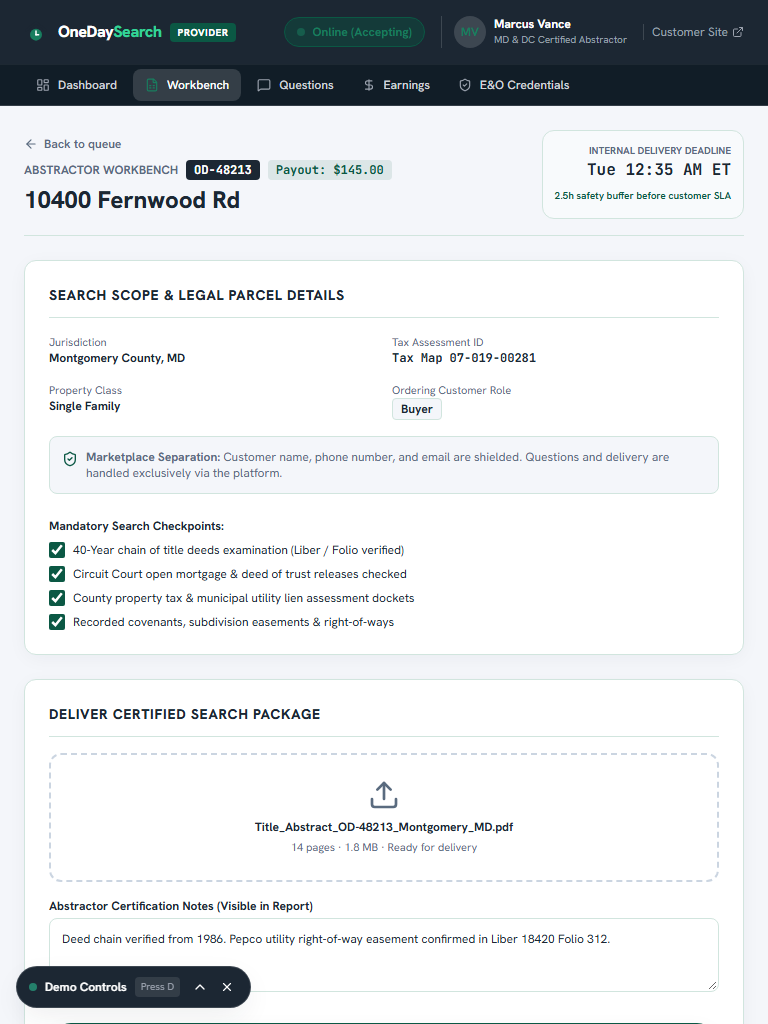 OneDaySearch PROVIDER
Online (Accepting)
MV
Marcus Vance
MD & DC Certified Abstractor
Customer Site
Dashboard
Workbench
Questions
Earnings
E&O Credentials
Back to queue
ABSTRACTOR WORKBENCH OD-48213 Payout: $145.00
10400 Fernwood Rd
INTERNAL DELIVERY DEADLINE
Tue 12:35 AM ET
2.5h safety buffer before customer SLA
SEARCH SCOPE & LEGAL PARCEL DETAILS
Jurisdiction
Montgomery County, MD
Tax Assessment ID
Tax Map 07-019-00281
Property Class
Single Family
Ordering Customer Role
Buyer
Marketplace Separation: Customer name, phone number, and email are shielded. Questions and delivery are
handled exclusively via the platform.
Mandatory Search Checkpoints:
40-Year chain of title deeds examination (Liber / Folio verified)
Circuit Court open mortgage & deed of trust releases checked
County property tax & municipal utility lien assessment dockets
Recorded covenants, subdivision easements & right-of-ways
DELIVER CERTIFIED SEARCH PACKAGE
Title_Abstract_OD-48213_Montgomery_MD.pdf
14 pages · 1.8 MB · Ready for delivery
Abstractor Certification Notes (Visible in Report)
Deed chain verified from 1986. Pepco utility right-of-way easement confirmed in Liber 18420 Folio 312.
Demo Controls Press D